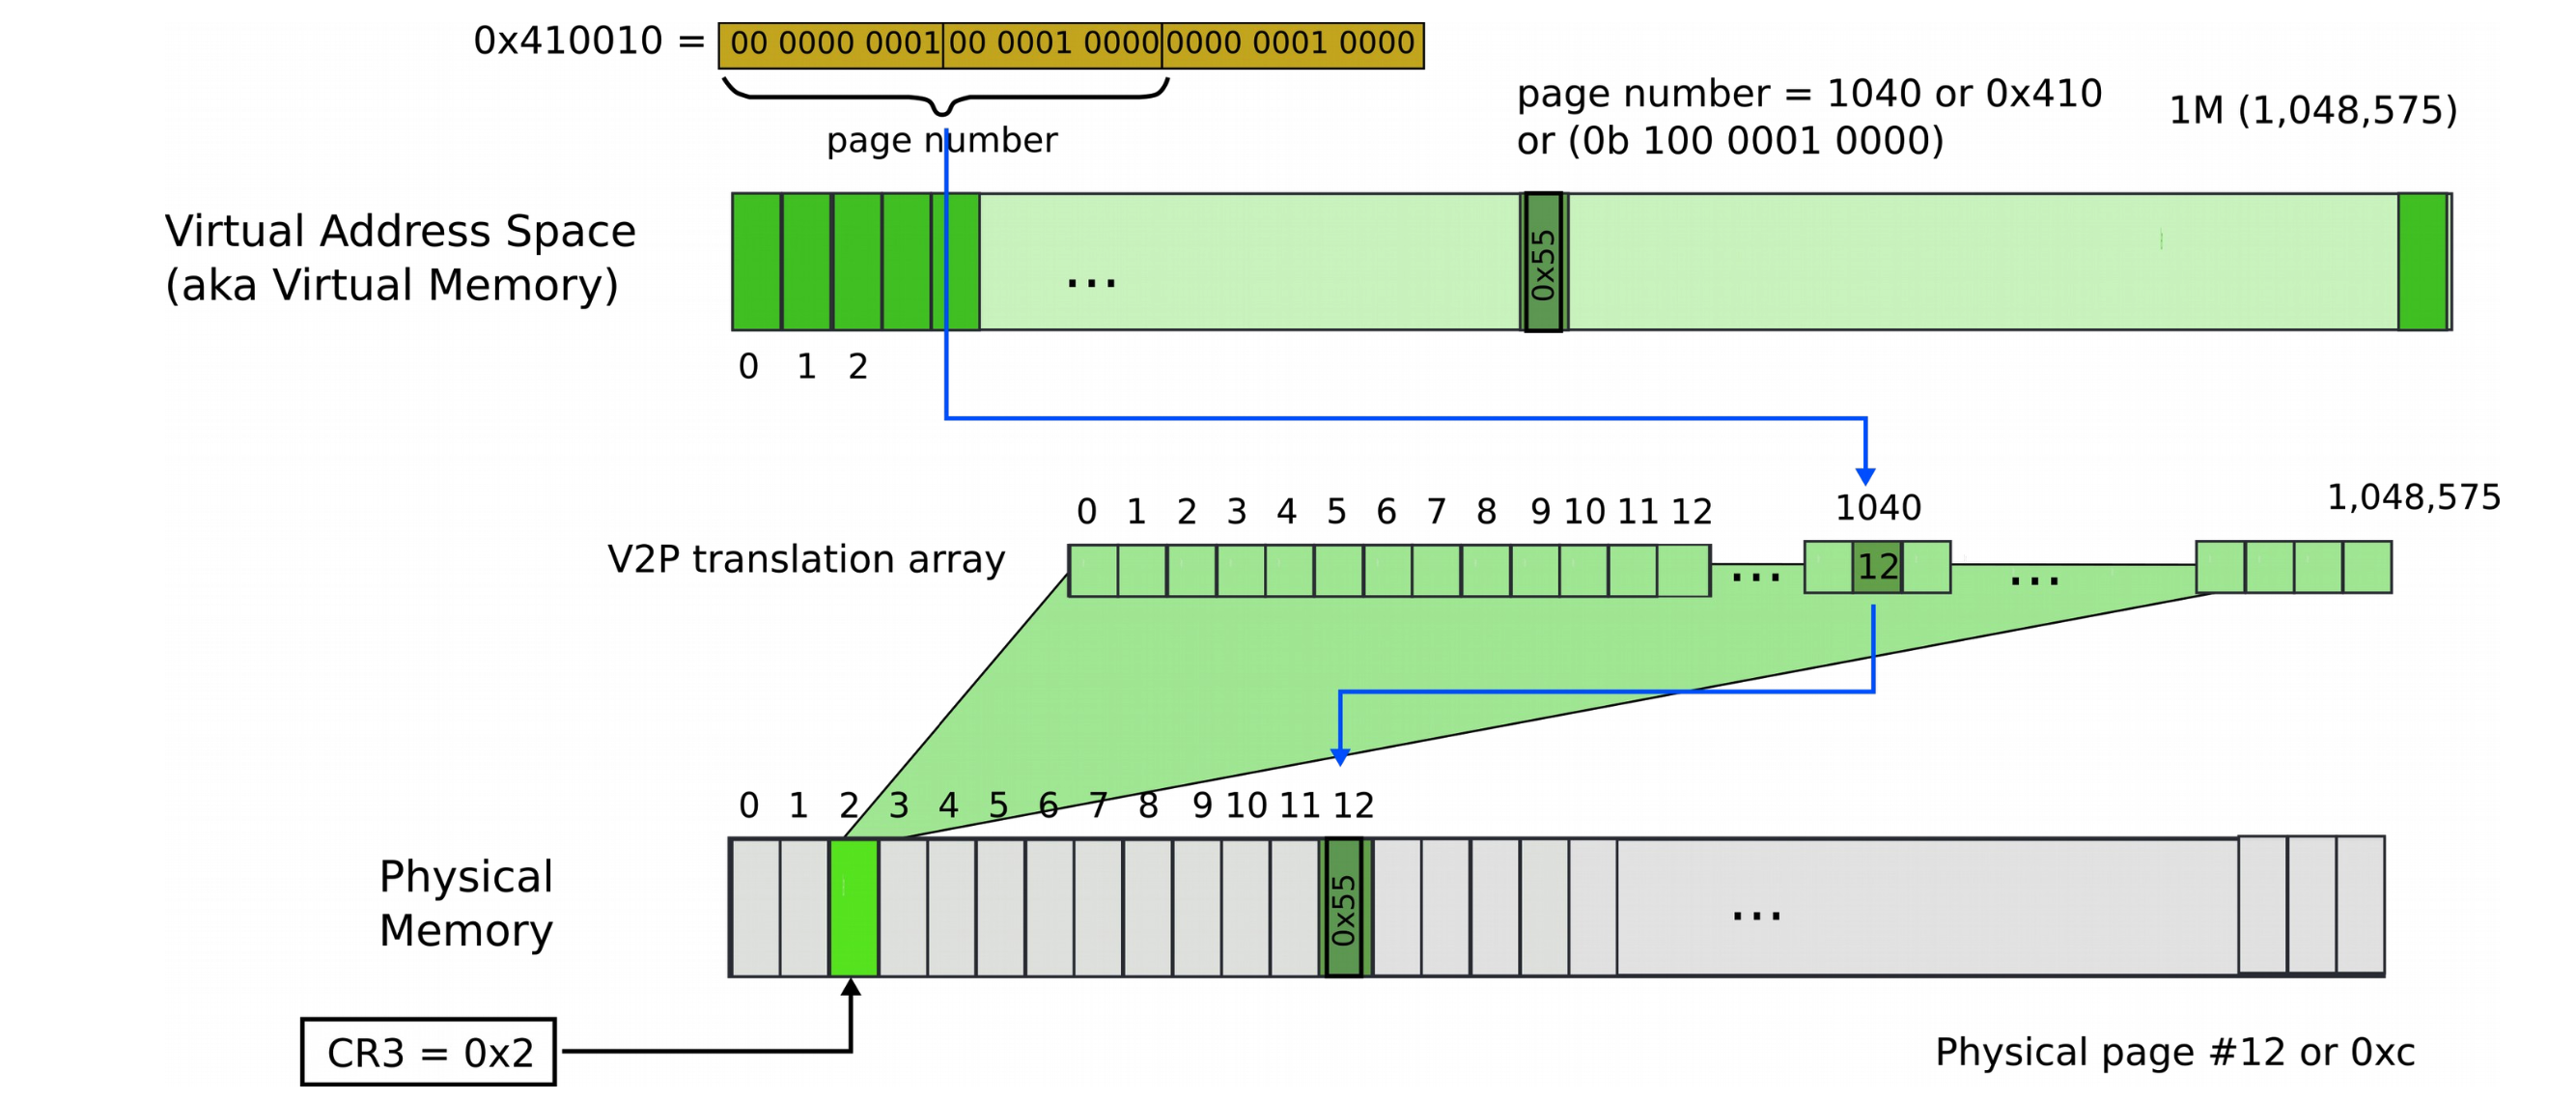 0x410010 = 00 0000 0001 00 0001 0000 0000 0001 0000
page number
page number = 1040 or 0x410
or (0b 100 0001 0000)
1M (1,048,575)
Virtual Address Space
(aka Virtual Memory)
...
0x55
0 1 2
0 1 2 3 4 5 6 7 8 9 10 11 12
1040
1,048,575
V2P translation array
...
12
...
0 1 2 3 4 5 6 7 8 9 10 11 12
Physical
Memory
0x55
...
CR3 = 0x2
Physical page #12 or 0xc